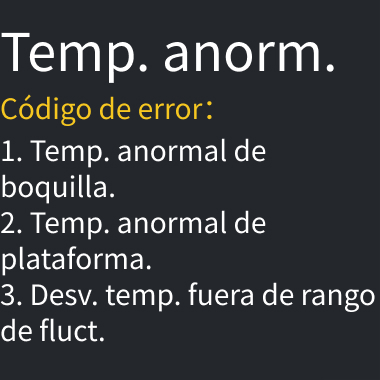 Temp. anorm.
Código de error：
1. Temp. anormal de
boquilla.
2. Temp. anormal de
plataforma.
3. Desv. temp. fuera de rango
de fluct.